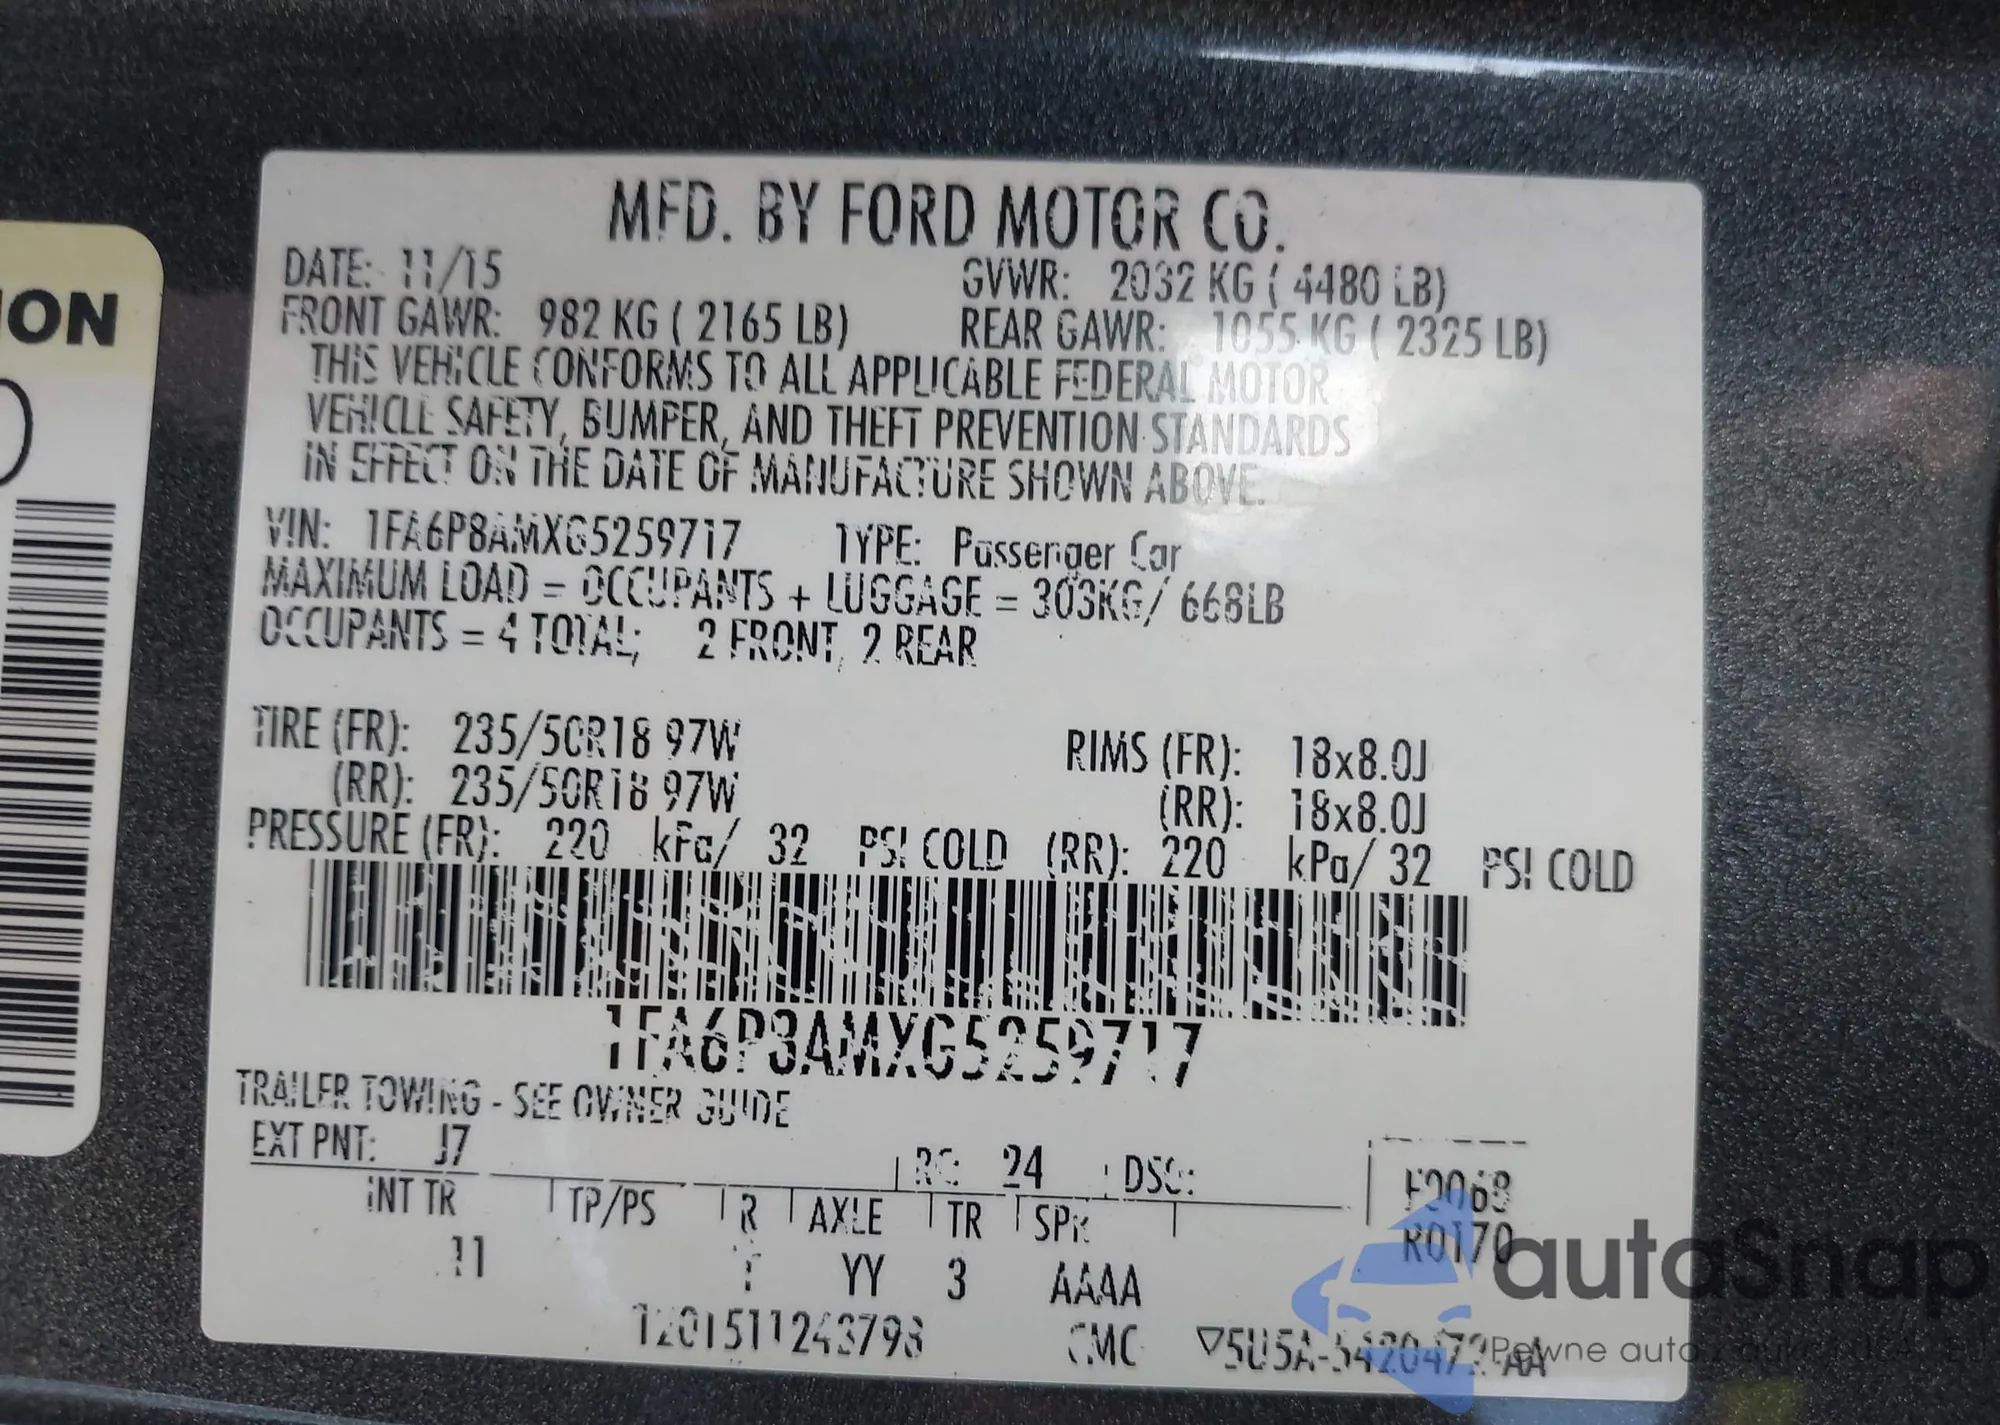 ION
MFD. BY FORD MOTOR CO.
DATE: 11/15 GVWR: 2032 KG ( 4480 LB)
FRONT GAWR: 982 KG ( 2165 LB) REAR GAWR: 1055 KG ( 2325 LB)
THIS VEHICLE CONFORMS TO ALL APPLICABLE FEDERAL MOTOR
VEHICLE SAFETY, BUMPER, AND THEFT PREVENTION STANDARDS
IN EFFECT ON THE DATE OF MANUFACTURE SHOWN ABOVE.
VIN: 1FA6P8AMXG5259717 TYPE: Passenger Car
MAXIMUM LOAD = OCCUPANTS + LUGGAGE = 303KG/ 668LB
OCCUPANTS = 4 TOTAL; 2 FRONT, 2 REAR
TIRE (FR): 235/50R18 97W RIMS (FR): 18x8.0J
(RR): 235/50R18 97W (RR): 18x8.0J
PRESSURE (FR): 220 kPa/ 32 PSI COLD (RR): 220 kPa/ 32 PSI COLD
1FA6P8AMXG5259717
TRAILER TOWING - SEE OWNER GUIDE
EXT PNT: J7 RC: 24 DSO:
INT TR TP/PS R AXLE TR SPR
11 YY 3 AAAA
F0068
R0170
1201511243798 CMC
autaSnap
Pewne auta z